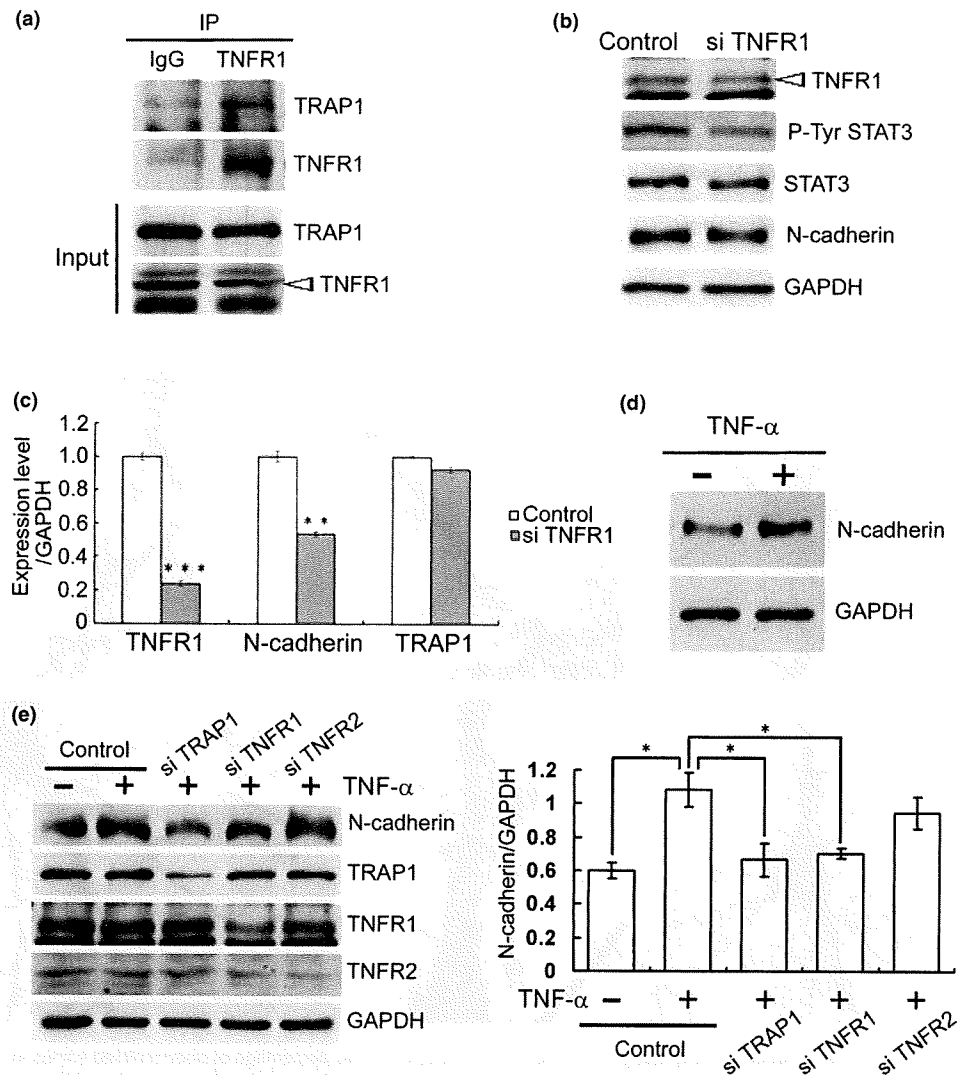 (a)
IP
IgG TNFR1
TRAP1
TNFR1
TRAP1
Input
TNFR1
(b)
Control si TNFR1
TNFR1
P-Tyr STAT3
STAT3
N-cadherin
GAPDH
(c)
Expression level
/GAPDH
1.2
1.0
0.8
0.6
0.4
0.2
0
* * *
* *
TNFR1 N-cadherin TRAP1
Control
si TNFR1
(d)
TNF-α
− +
N-cadherin
GAPDH
(e)
Control si TRAP1 si TNFR1 si TNFR2
− + + + + TNF-α
N-cadherin
TRAP1
TNFR1
TNFR2
GAPDH
N-cadherin/GAPDH
1.2
1
0.8
0.6
0.4
0.2
0
* * *
TNF-α − + + + +
Control si TRAP1 si TNFR1 si TNFR2